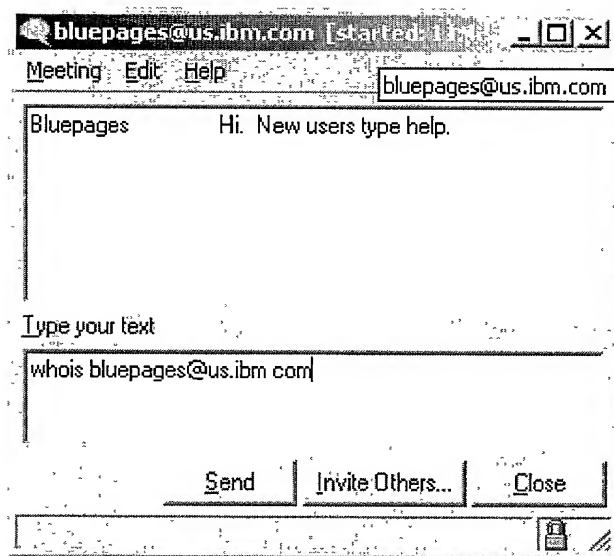 bluepages@us.ibm.com [started:
Meeting Edit Help
bluepages@us.ibm.com
Bluepages Hi. New users type help.
Type your text
whois bluepages@us.ibm com
Send Invite Others... Close